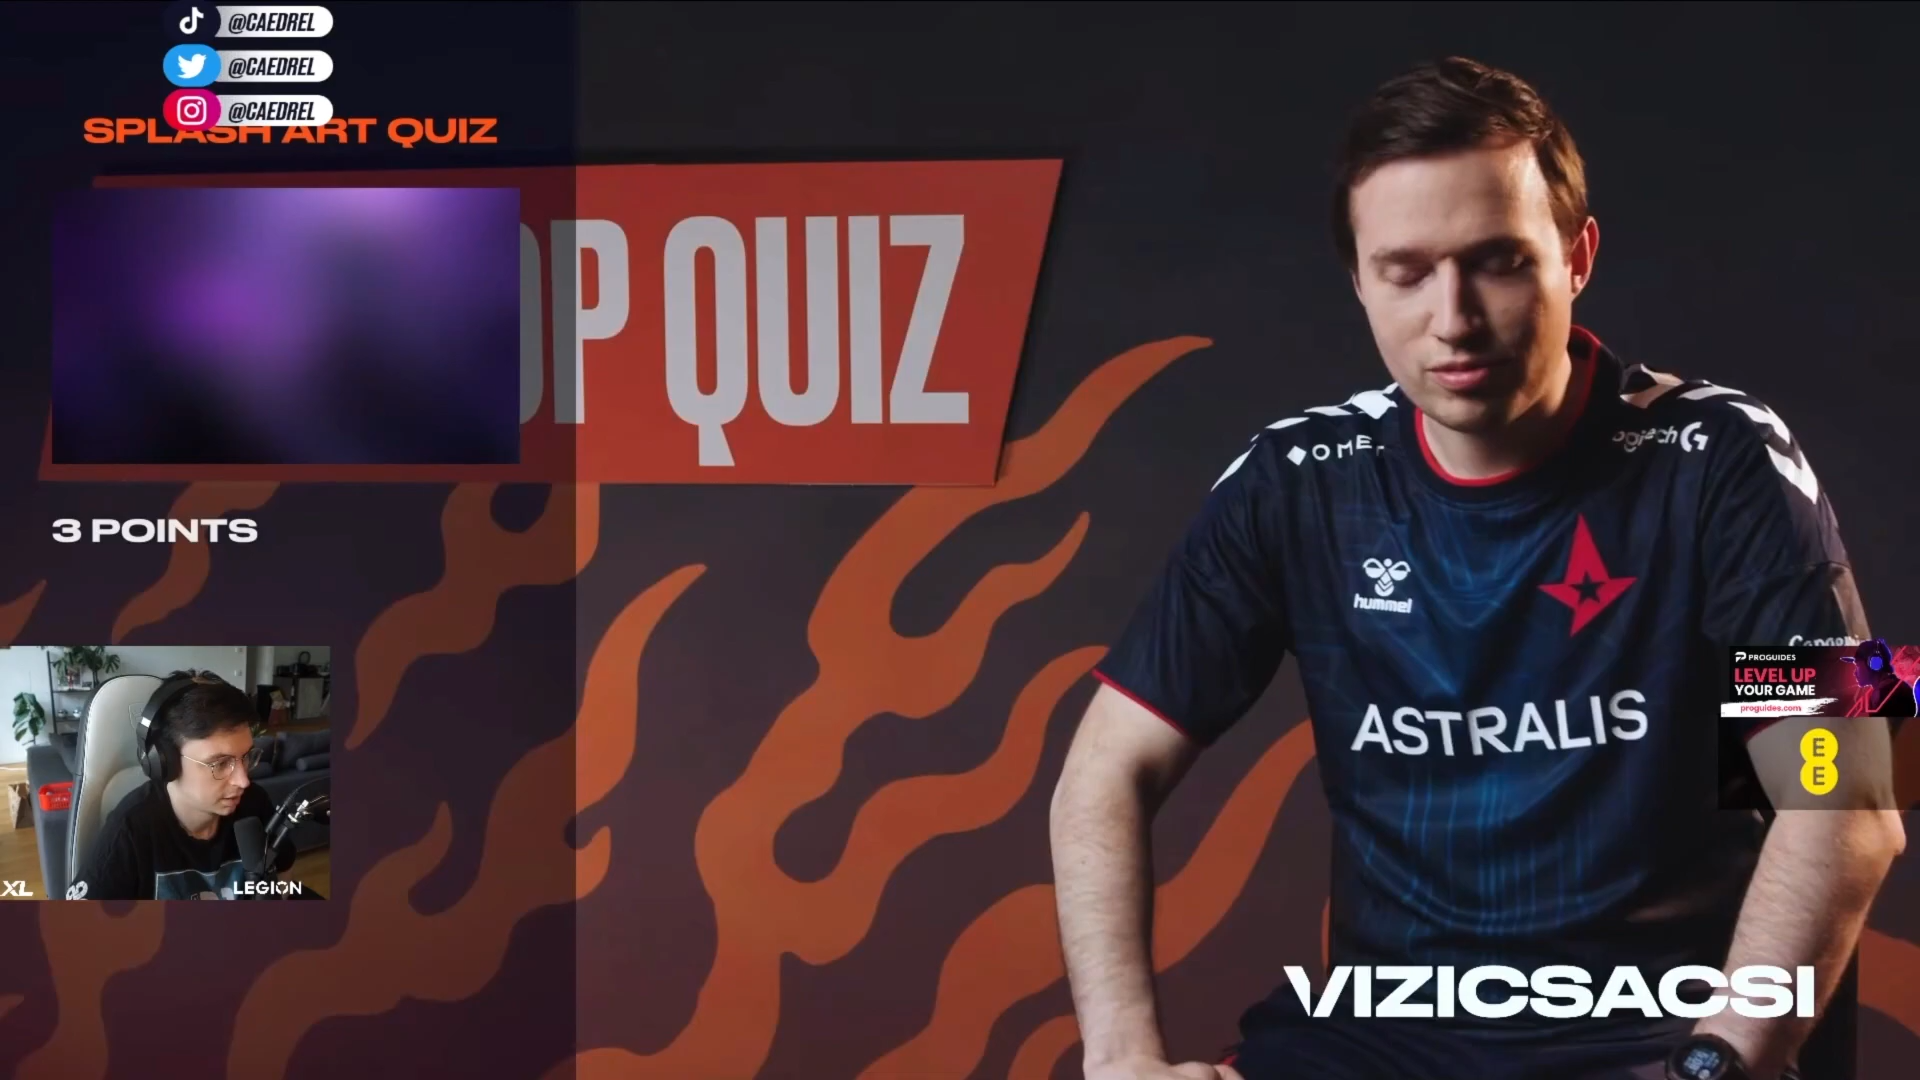 @CAEDREL
@CAEDREL
@CAEDREL
SPLASH ART QUIZ
OP QUIZ
3 POINTS
OMEN
logitech G
hummel
ASTRALIS
PROGUIDES
LEVEL UP
YOUR GAME
proguides.com
E
E
XL
LEGION
VIZICSACSI